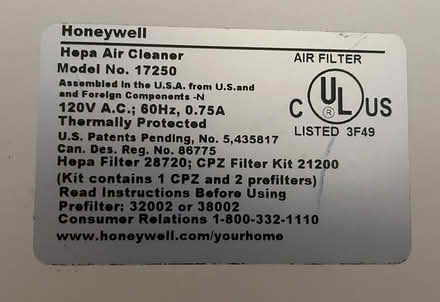 Honeywell
Hepa Air Cleaner
Model No. 17250
Assembled in the U.S.A. from U.S.and
and Foreign Components -N
120V A.C.; 60Hz, 0.75A
Thermally Protected
U.S. Patents Pending, No. 5,435817
Can. Des. Reg. No. 86775
Hepa Filter 28720; CPZ Filter Kit 21200
(Kit contains 1 CPZ and 2 prefilters)
Read Instructions Before Using
Prefilter: 32002 or 38002
Consumer Relations 1-800-332-1110
www.honeywell.com/yourhome
AIR FILTER
C UL® US
LISTED 3F49